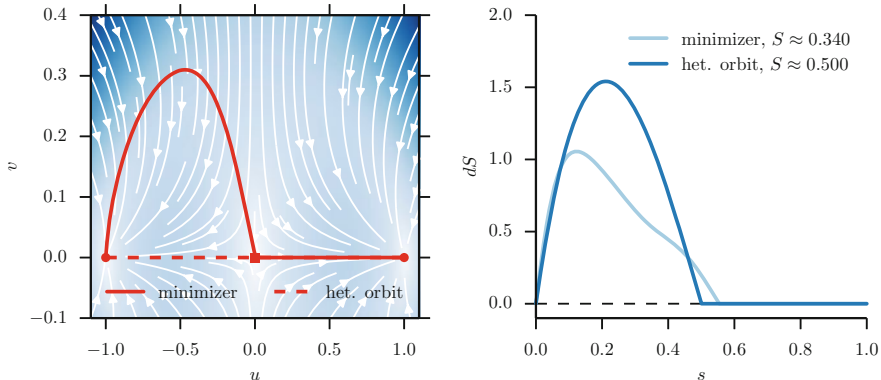 0.4
0.3
0.2
0.1
0.0
−0.1
v
−1.0 −0.5 0.0 0.5 1.0
u
minimizer het. orbit
2.0
1.5
1.0
0.5
0.0
dS
minimizer, S ≈ 0.340
het. orbit, S ≈ 0.500
0.0 0.2 0.4 0.6 0.8 1.0
s